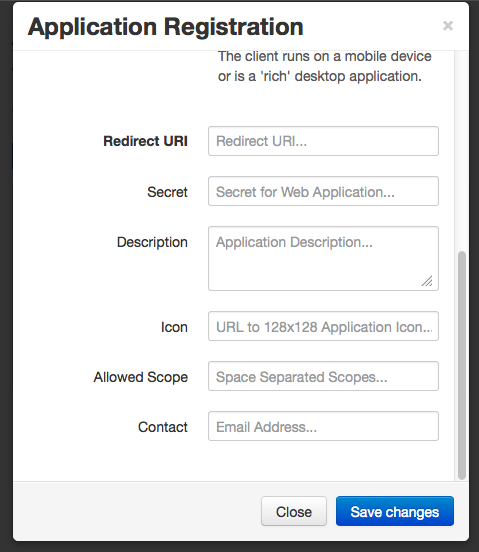 Application Registration
×
The client runs on a mobile device
or is a 'rich' desktop application.
Redirect URI
Redirect URI...
Secret
Secret for Web Application...
Description
Application Description...
Icon
URL to 128x128 Application Icon...
Allowed Scope
Space Separated Scopes...
Contact
Email Address...
Close
Save changes